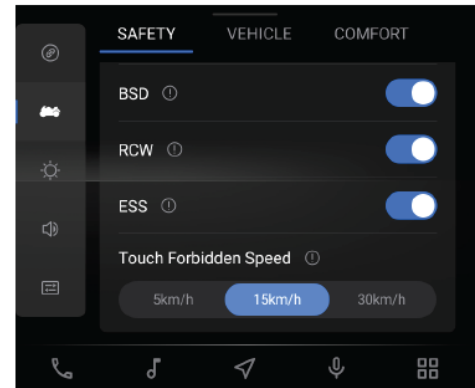 SAFETY VEHICLE COMFORT
BSD
RCW
ESS
Touch Forbidden Speed
5km/h 15km/h 30km/h